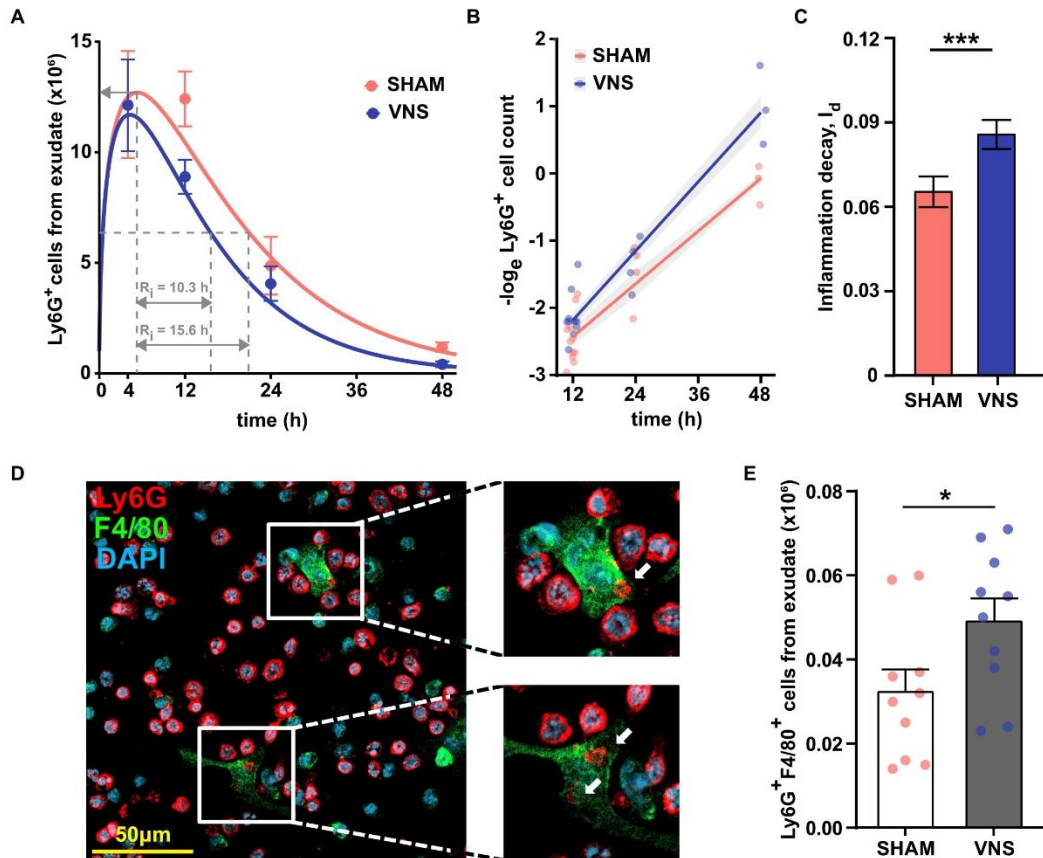 A
Ly6G⁺ cells from exudate (x10⁶)
15
10
5
0
SHAM
VNS
Rᵢ = 10.3 h
Rᵢ = 15.6 h
0 4 12 24 36 48
time (h)
B
-logₑ Ly6G⁺ cell count
2
1
0
-1
-2
-3
SHAM
VNS
12 24 36 48
time (h)
C
Inflammation decay, I_d
0.12
0.09
0.06
0.03
0
***
SHAM VNS
D
Ly6G
F4/80
DAPI
50µm
E
Ly6G⁺F4/80⁺ cells from exudate (x10⁶)
0.08
0.06
0.04
0.02
0.00
*
SHAM VNS